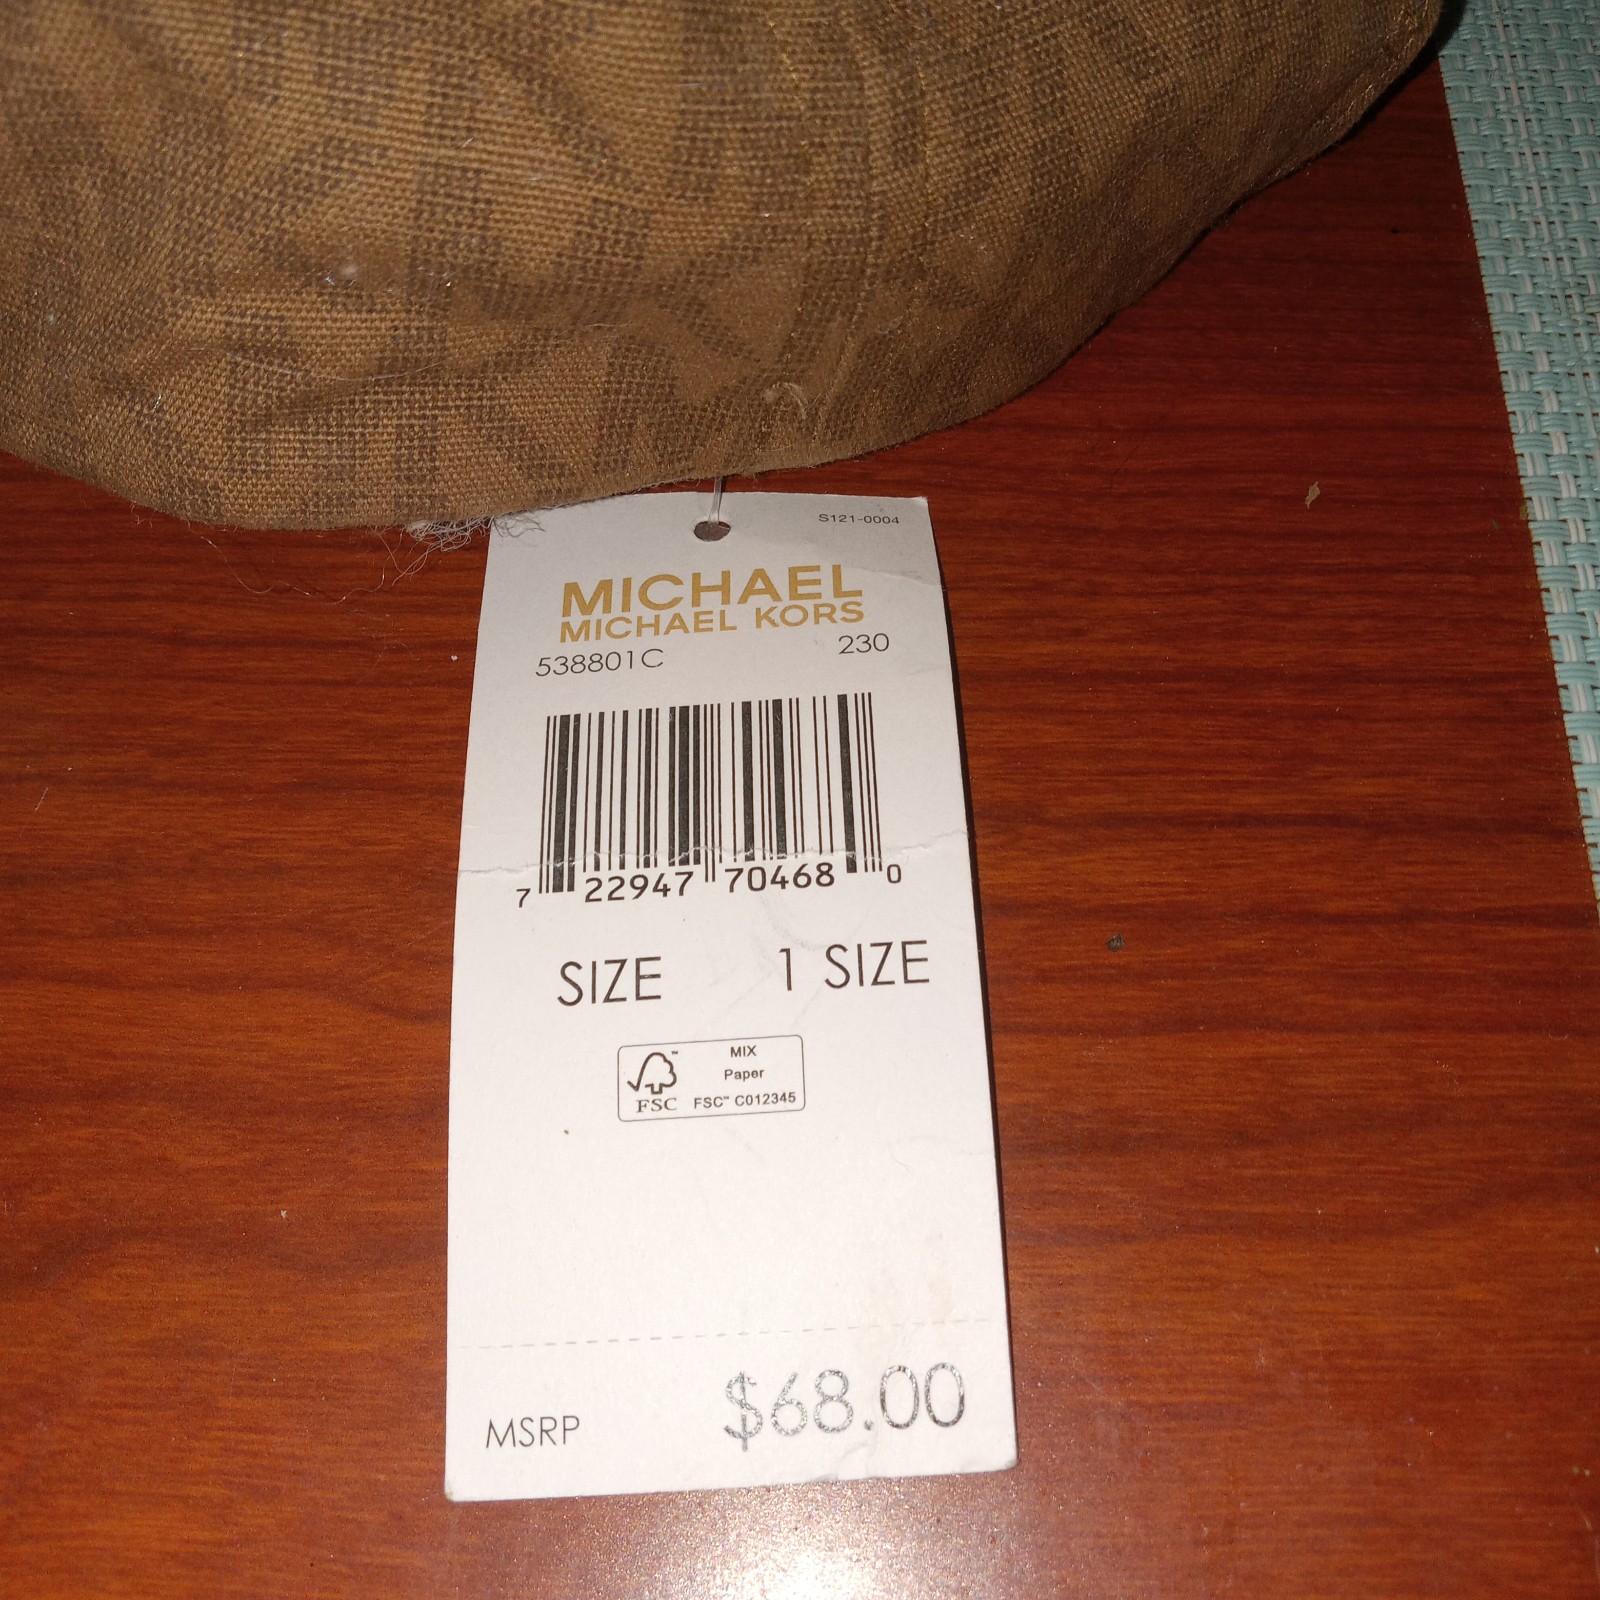 S121-0004
MICHAEL
MICHAEL KORS
538801C 230
7 22947 70468 0
SIZE 1 SIZE
MIX
Paper
FSC™ C012345
™
FSC
MSRP $68.00